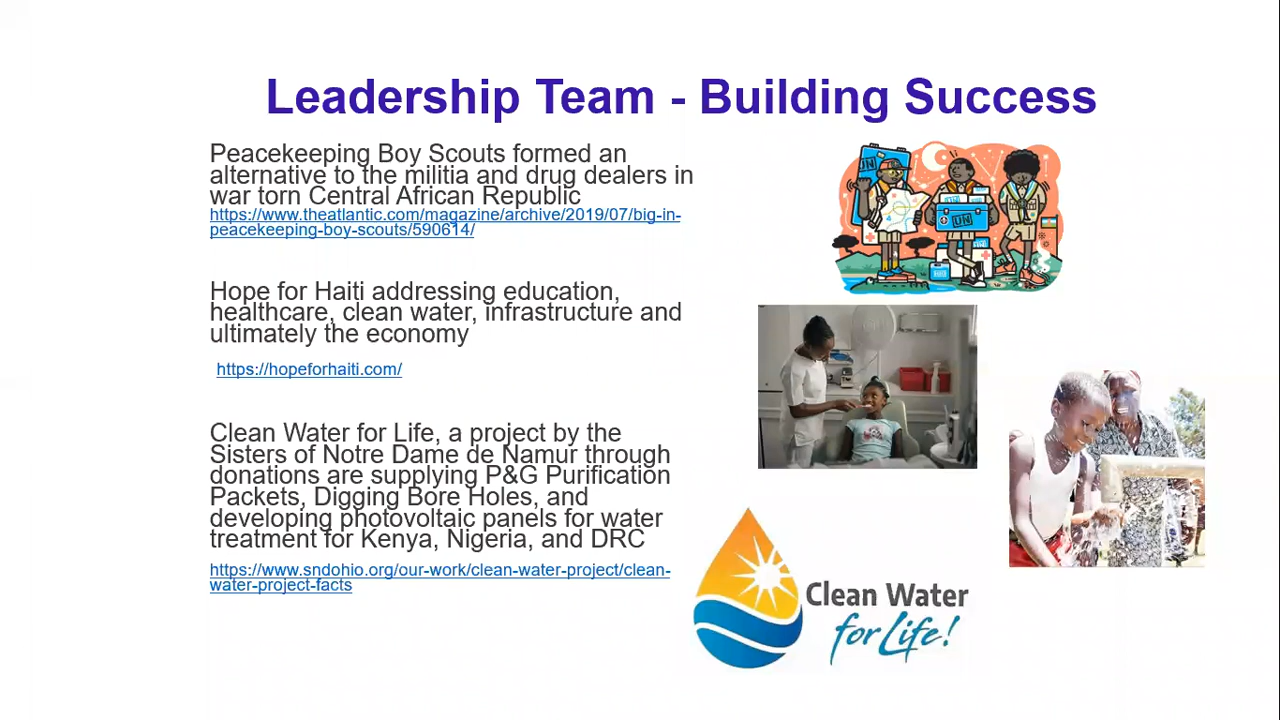 Leadership Team - Building Success
Peacekeeping Boy Scouts formed an
alternative to the militia and drug dealers in
war torn Central African Republic
https://www.theatlantic.com/magazine/archive/2019/07/big-in-
peacekeeping-boy-scouts/590614/
UN
UN
Hope for Haiti addressing education,
healthcare, clean water, infrastructure and
ultimately the economy
https://hopeforhaiti.com/
Clean Water for Life, a project by the
Sisters of Notre Dame de Namur through
donations are supplying P&G Purification
Packets, Digging Bore Holes, and
developing photovoltaic panels for water
treatment for Kenya, Nigeria, and DRC
https://www.sndohio.org/our-work/clean-water-project/clean-
water-project-facts
Clean Water
for Life!